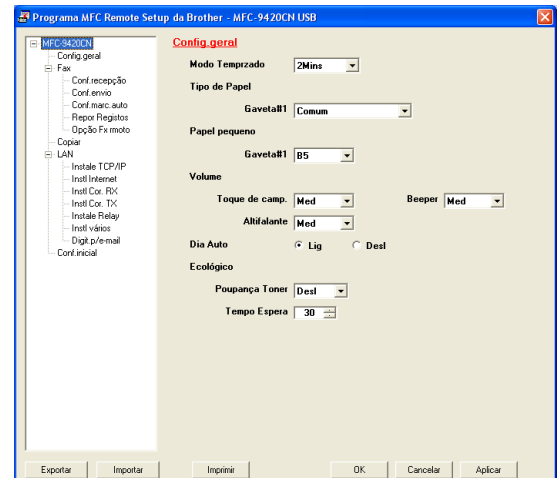 Programa MFC Remote Setup da Brother - MFC-9420CN USB
MFC-9420CN
Config.geral
Fax
Conf.recepção
Conf.envio
Conf.marc.auto
Repor Registos
Opção Fx rmoto
Copiar
LAN
Instale TCP/IP
Instl Internet
Instl Cor. RX
Instl Cor. TX
Instale Relay
Instl vários
Digit.p/e-mail
Conf.inicial
Config.geral
Modo Temprzado 2Mins
Tipo de Papel
Gaveta#1 Comum
Papel pequeno
Gaveta#1 B5
Volume
Toque de camp. Med Beeper Med
Altifalante Med
Dia Auto Lig Desl
Ecológico
Poupança Toner Desl
Tempo Espera 30
Exportar Importar Imprimir OK Cancelar Aplicar